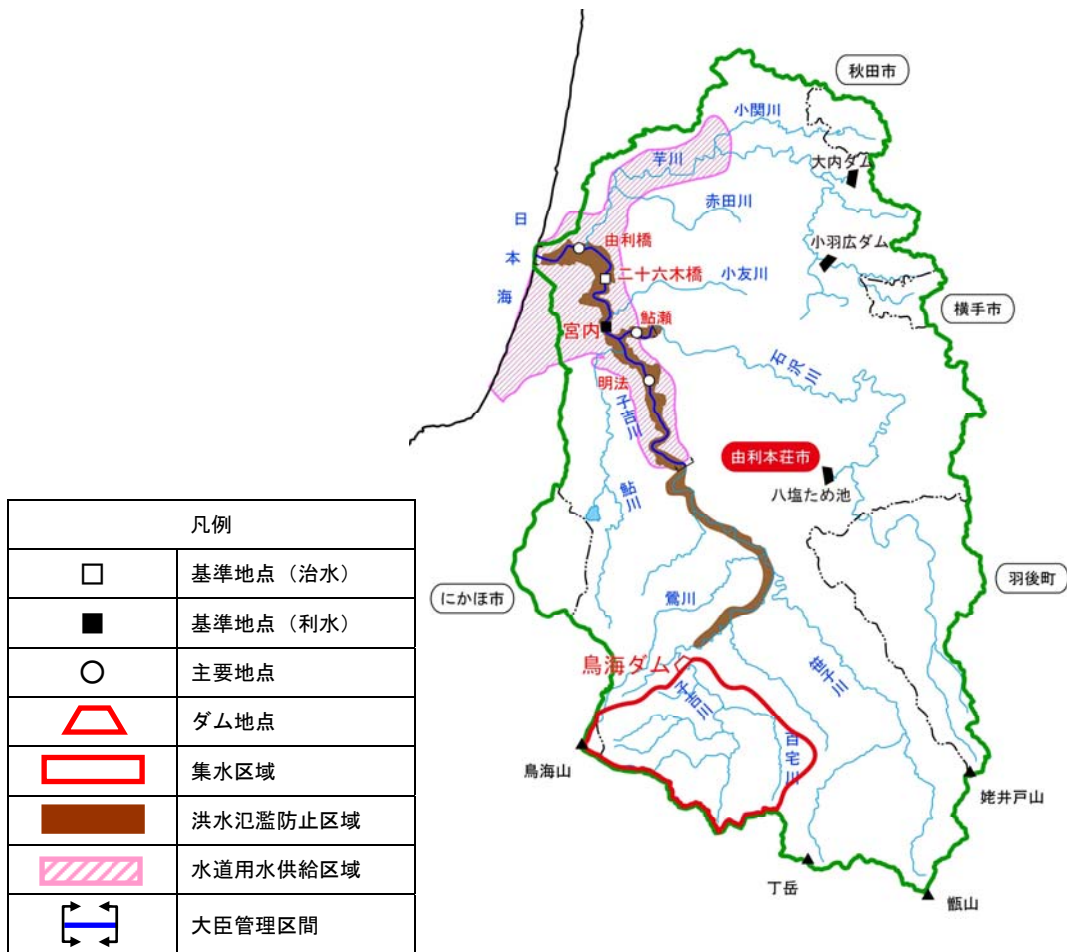 秋田市
小関川
芋川
大内ダム
赤田川
日本海
由利橋
小羽広ダム
二十六木橋
小友川
横手市
鮎瀬
宮内
石沢川
明法
子吉川
由利本荘市
八塩ため池
鮎川
凡例
基準地点（治水）
基準地点（利水）
主要地点
ダム地点
集水区域
洪水氾濫防止区域
水道用水供給区域
大臣管理区間
にかほ市
羽後町
鶯川
笹子川
鳥海ダム
子吉川
百宅川
鳥海山
姥井戸山
丁岳
甑山